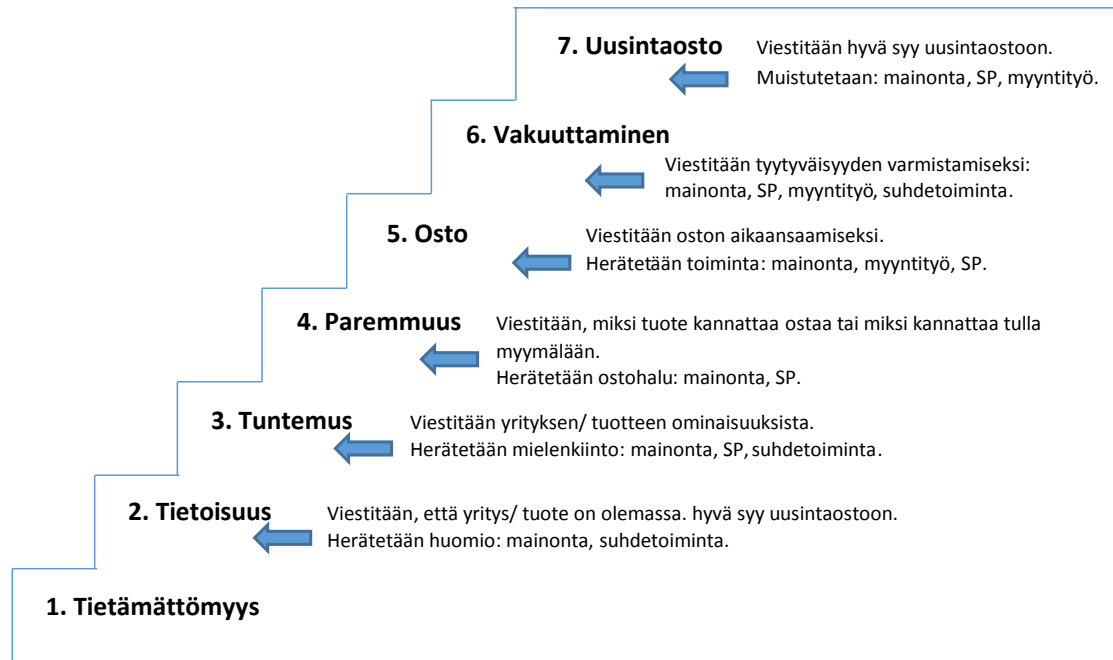 7. Uusintaosto
Viestitään hyvä syy uusintaostoon.
Muistutetaan: mainonta, SP, myyntityö.
6. Vakuuttaminen
Viestitään tyytyväisyyden varmistamiseksi:
mainonta, SP, myyntityö, suhdetoiminta.
5. Osto
Viestitään oston aikaansaamiseksi.
Herätetään toiminta: mainonta, myyntityö, SP.
4. Paremmuus
Viestitään, miksi tuote kannattaa ostaa tai miksi kannattaa tulla
myymälään.
Herätetään ostohalu: mainonta, SP.
3. Tuntemus
Viestitään yrityksen/ tuotteen ominaisuuksista.
Herätetään mielenkiinto: mainonta, SP, suhdetoiminta.
2. Tietoisuus
Viestitään, että yritys/ tuote on olemassa. hyvä syy uusintaostoon.
Herätetään huomio: mainonta, suhdetoiminta.
1. Tietämättömyys